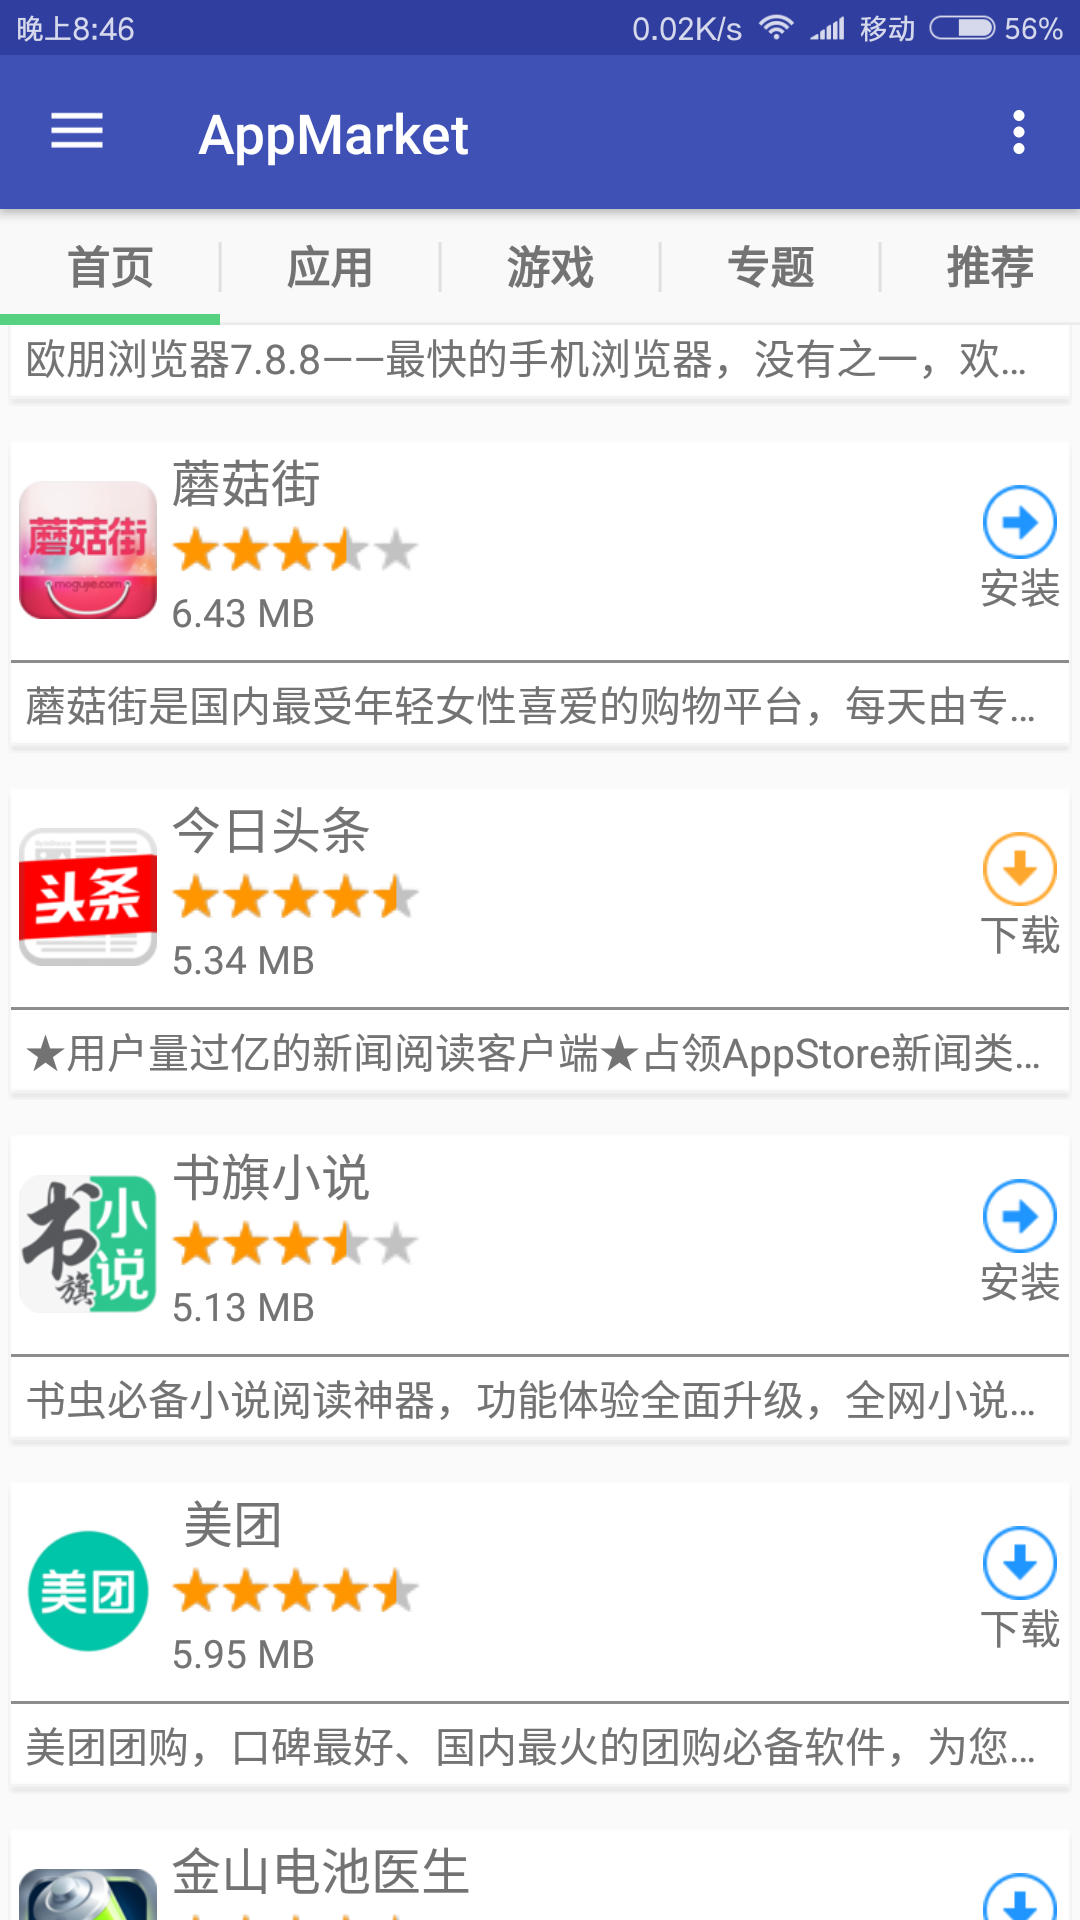 晚上8:46 0.02K/s 移动 56%
AppMarket
首页 应用 游戏 专题 推荐
欧朋浏览器7.8.8一一最快的手机浏览器，没有之一，欢...
蘑菇街
蘑菇街
mogujie.com
6.43 MB
安装
蘑菇街是国内最受年轻女性喜爱的购物平台，每天由专...
今日头条
头条
5.34 MB
下载
★用户量过亿的新闻阅读客户端★占领AppStore新闻类...
书旗小说
书旗小说
5.13 MB
安装
书虫必备小说阅读神器，功能体验全面升级，全网小说...
美团
美团
5.95 MB
下载
美团团购，口碑最好、国内最火的团购必备软件，为您...
金山电池医生